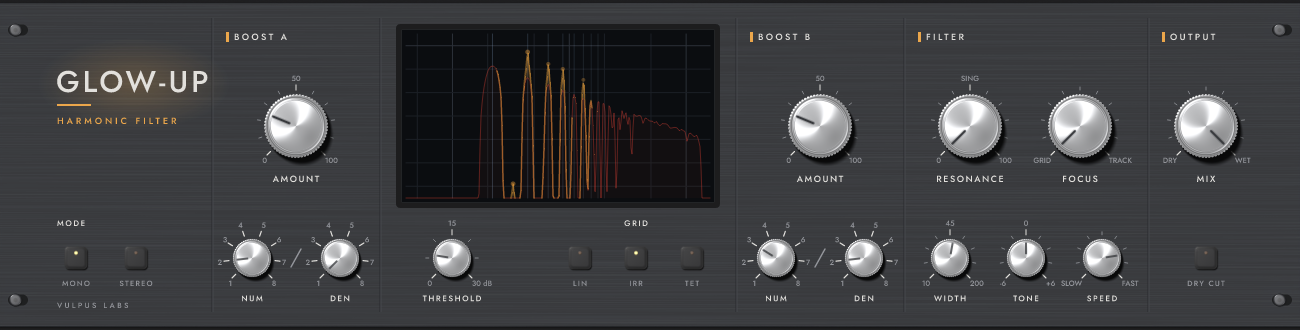 GLOW-UP
HARMONIC FILTER
MODE
MONO STEREO
VULPUS LABS
BOOST A
50
0 100
AMOUNT
1 2 3 4 5 6 7 8
NUM
/
1 2 3 4 5 6 7 8
DEN
15
0 30 dB
THRESHOLD
GRID
LIN IRR TET
BOOST B
50
0 100
AMOUNT
1 2 3 4 5 6 7 8
NUM
/
1 2 3 4 5 6 7 8
DEN
FILTER
SING
0 100
RESONANCE
GRID TRACK
FOCUS
45
10 200
WIDTH
0
-6 +6
TONE
SLOW FAST
SPEED
OUTPUT
DRY WET
MIX
DRY CUT